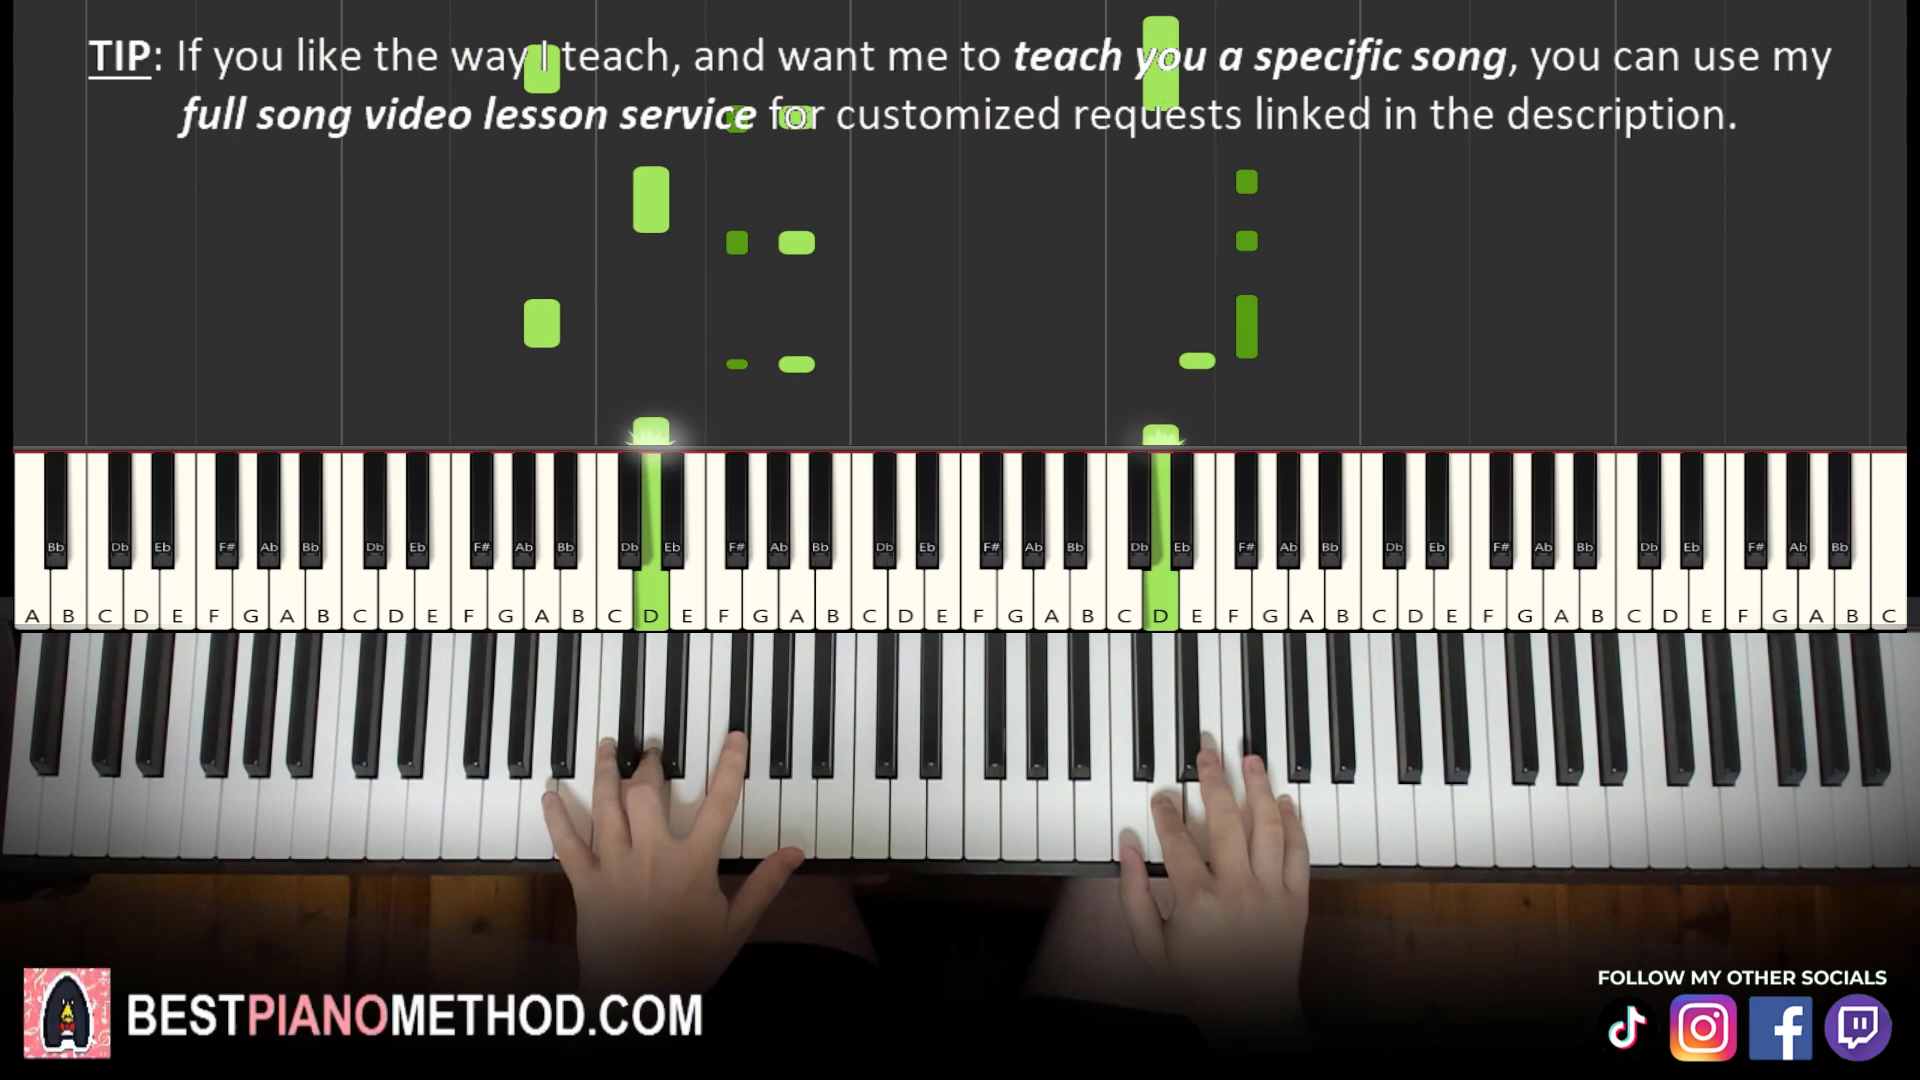 TIP: If you like the way I teach, and want me to teach you a specific song, you can use my
full song video lesson service for customized requests linked in the description.
Bb Db Eb F# Ab Bb Db Eb F# Ab Bb Db Eb F# Ab Bb Db Eb F# Ab Bb Db Eb F# Ab Bb Db Eb F# Ab Bb Db Eb F# Ab Bb
A B C D E F G A B C D E F G A B C D E F G A B C D E F G A B C D E F G A B C D E F G A B C D E F G A B C
FOLLOW MY OTHER SOCIALS
BESTPIANOMETHOD.COM